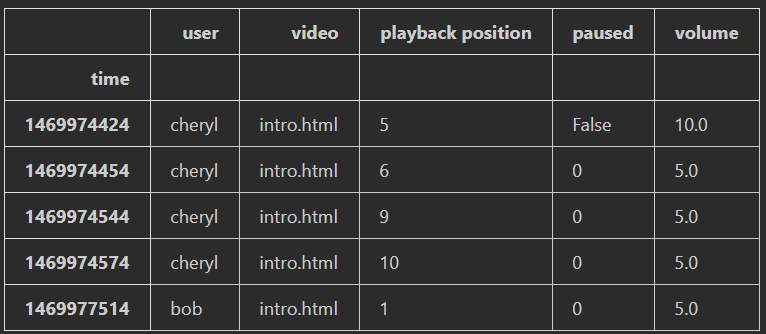 user video playback position paused volume
time
1469974424 cheryl intro.html 5 False 10.0
1469974454 cheryl intro.html 6 0 5.0
1469974544 cheryl intro.html 9 0 5.0
1469974574 cheryl intro.html 10 0 5.0
1469977514 bob intro.html 1 0 5.0